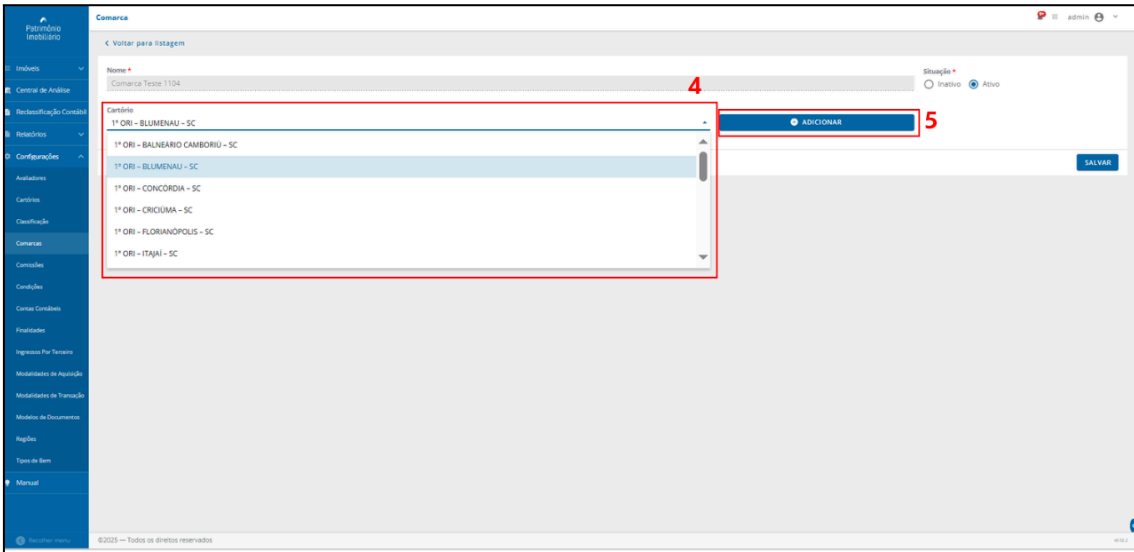 Patrimônio
Imobiliário
Comarca
admin
Voltar para listagem
Imóveis
Central de Análise
Reclassificação Contábil
Relatórios
Configurações
Avaliadores
Cartórios
Classificação
Comarcas
Comissões
Condições
Contas Contábeis
Finalidades
Ingressos Por Terceiro
Modalidades de Aquisição
Modalidades de Transação
Modelos de Documentos
Regiões
Tipos de Bem
Manual
Recolher menu
Nome *
Comarca Teste 1104
Situação *
Inativo
Ativo
4
Cartório
1º ORI – BLUMENAU – SC
ADICIONAR
5
1º ORI – BALNEÁRIO CAMBORIÚ – SC
1º ORI – BLUMENAU – SC
1º ORI – CONCÓRDIA – SC
1º ORI – CRICIÚMA – SC
1º ORI – FLORIANÓPOLIS – SC
1º ORI – ITAJAÍ – SC
SALVAR
©2025 — Todos os direitos reservados